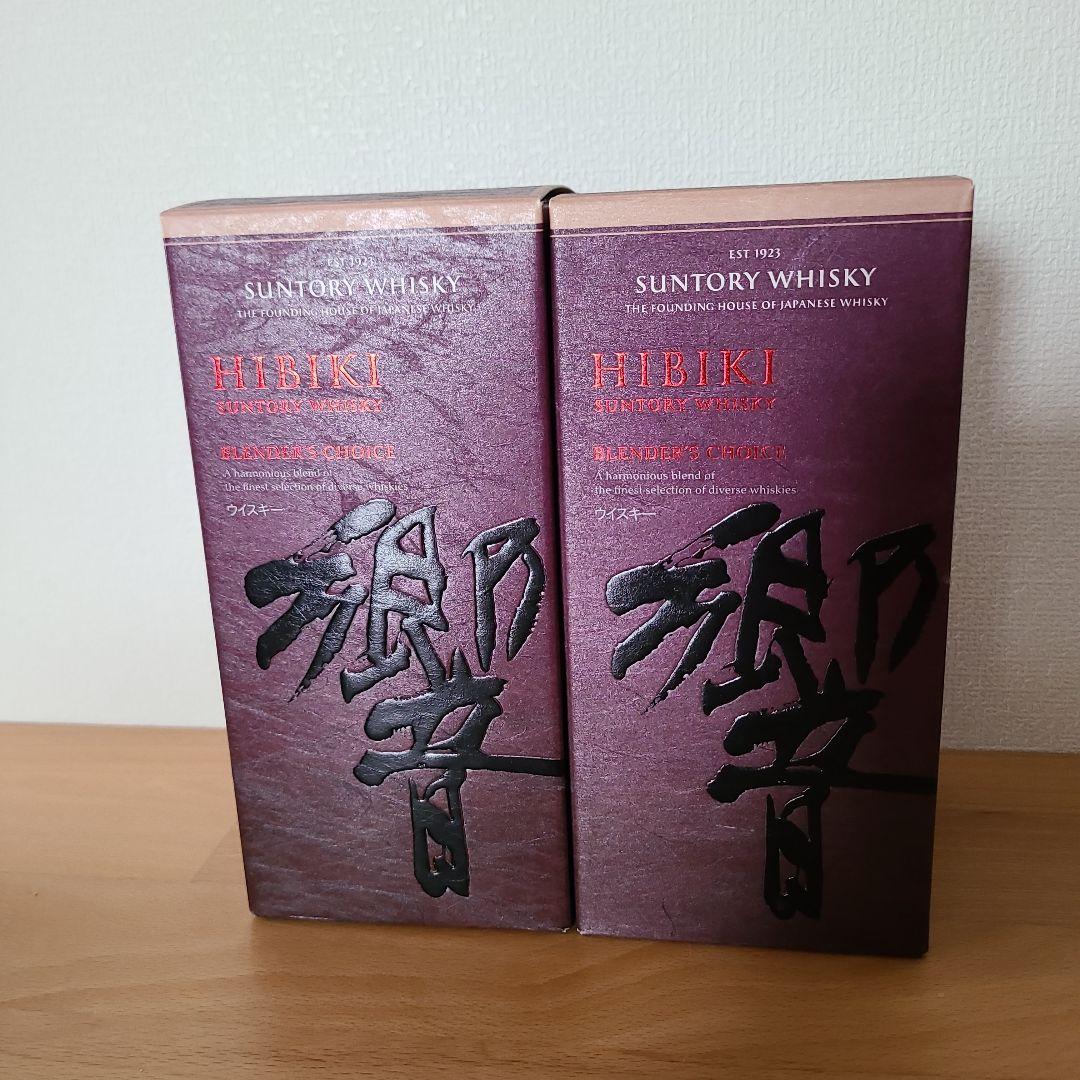 EST 1923
SUNTORY WHISKY
THE FOUNDING HOUSE OF JAPANESE WHISKY
HIBIKI
SUNTORY WHISKY
BLENDER'S CHOICE
A harmonious blend of
the finest selection of diverse whiskies
ウイスキー
響
EST 1923
SUNTORY WHISKY
THE FOUNDING HOUSE OF JAPANESE WHISKY
HIBIKI
SUNTORY WHISKY
BLENDER'S CHOICE
A harmonious blend of
the finest selection of diverse whiskies
ウイスキー
響